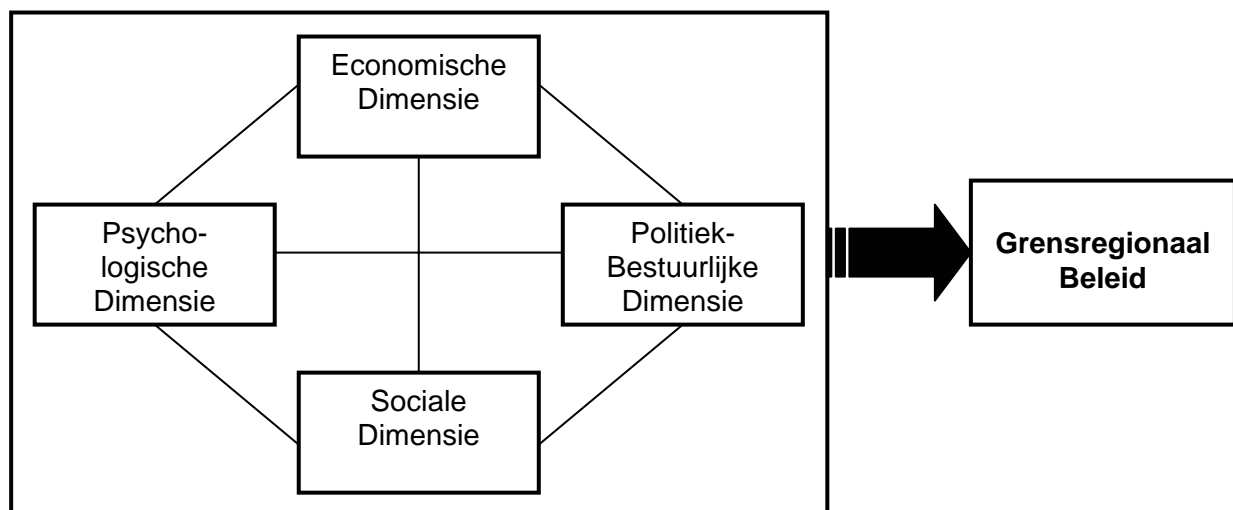 Economische
Dimensie
Psycho-
logische
Dimensie
Politiek-
Bestuurlijke
Dimensie
Grensregionaal
Beleid
Sociale
Dimensie